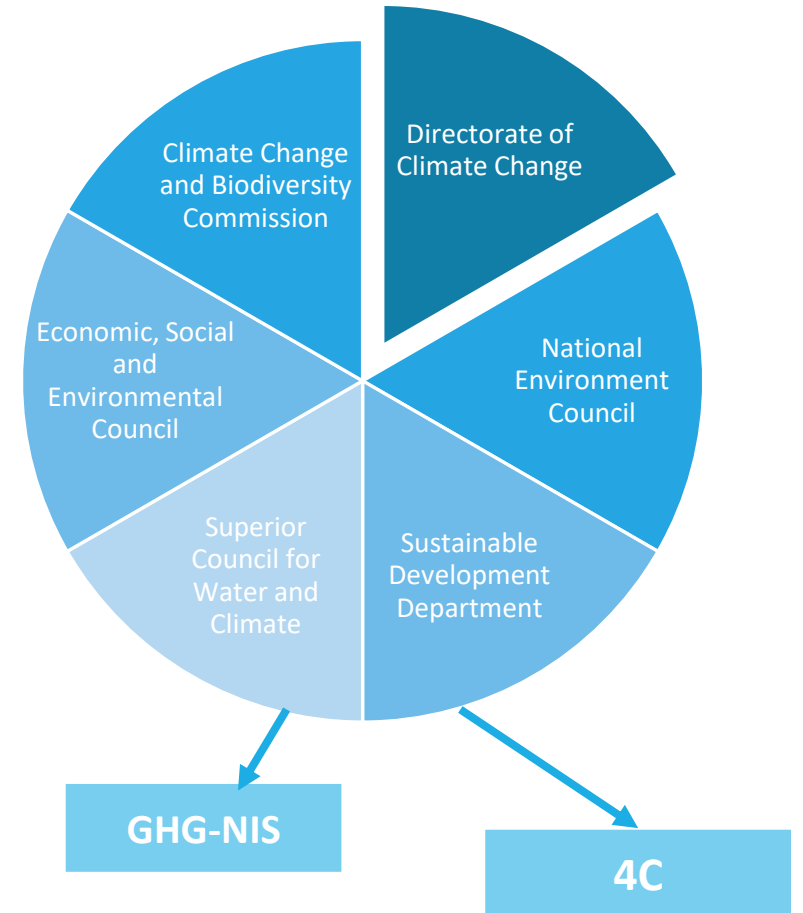 Directorate of
Climate Change
Climate Change
and Biodiversity
Commission
Economic, Social
and
Environmental
Council
National
Environment
Council
Superior
Council for
Water and
Climate
Sustainable
Development
Department
GHG-NIS
4C